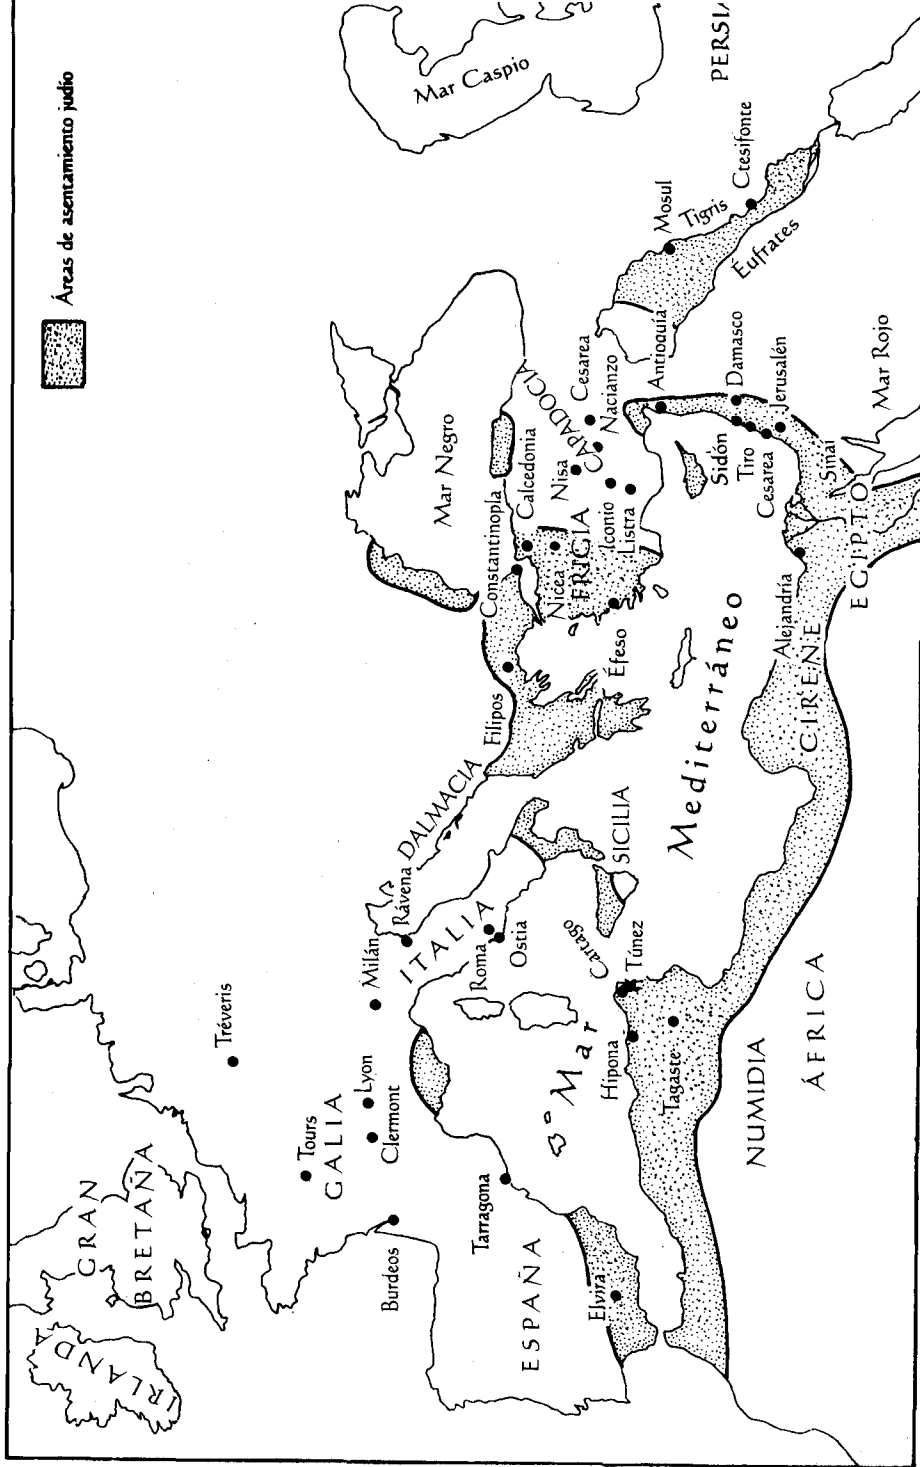 Áreas de asentamiento judío
IRLANDA
GRAN
BRETAÑA
Tréveris
Tours
GALIA
Lyon
Clermont
Burdeos
Milán
Rávena
DALMACIA
ITALIA
Roma
Ostia
Tarragona
ESPAÑA
Elvira
Mar
Mediterráneo
Cartago
Túnez
SICILIA
Hipona
Tagaste
NUMIDIA
ÁFRICA
Filipos
Constantinopla
Calcedonia
Nicea
FRIGIA
Éfeso
Mar Negro
Nisa
CAPADOCIA
Cesarea
Nacianzo
Iconio
Listra
Antioquía
Damasco
Sidón
Tiro
Cesarea
Jerusalén
Sinaí
Alejandría
CIRENE
EGIPTO
Mar Rojo
Mar Caspio
PERSI
Mosul
Tigris
Ctesifonte
Éufrates